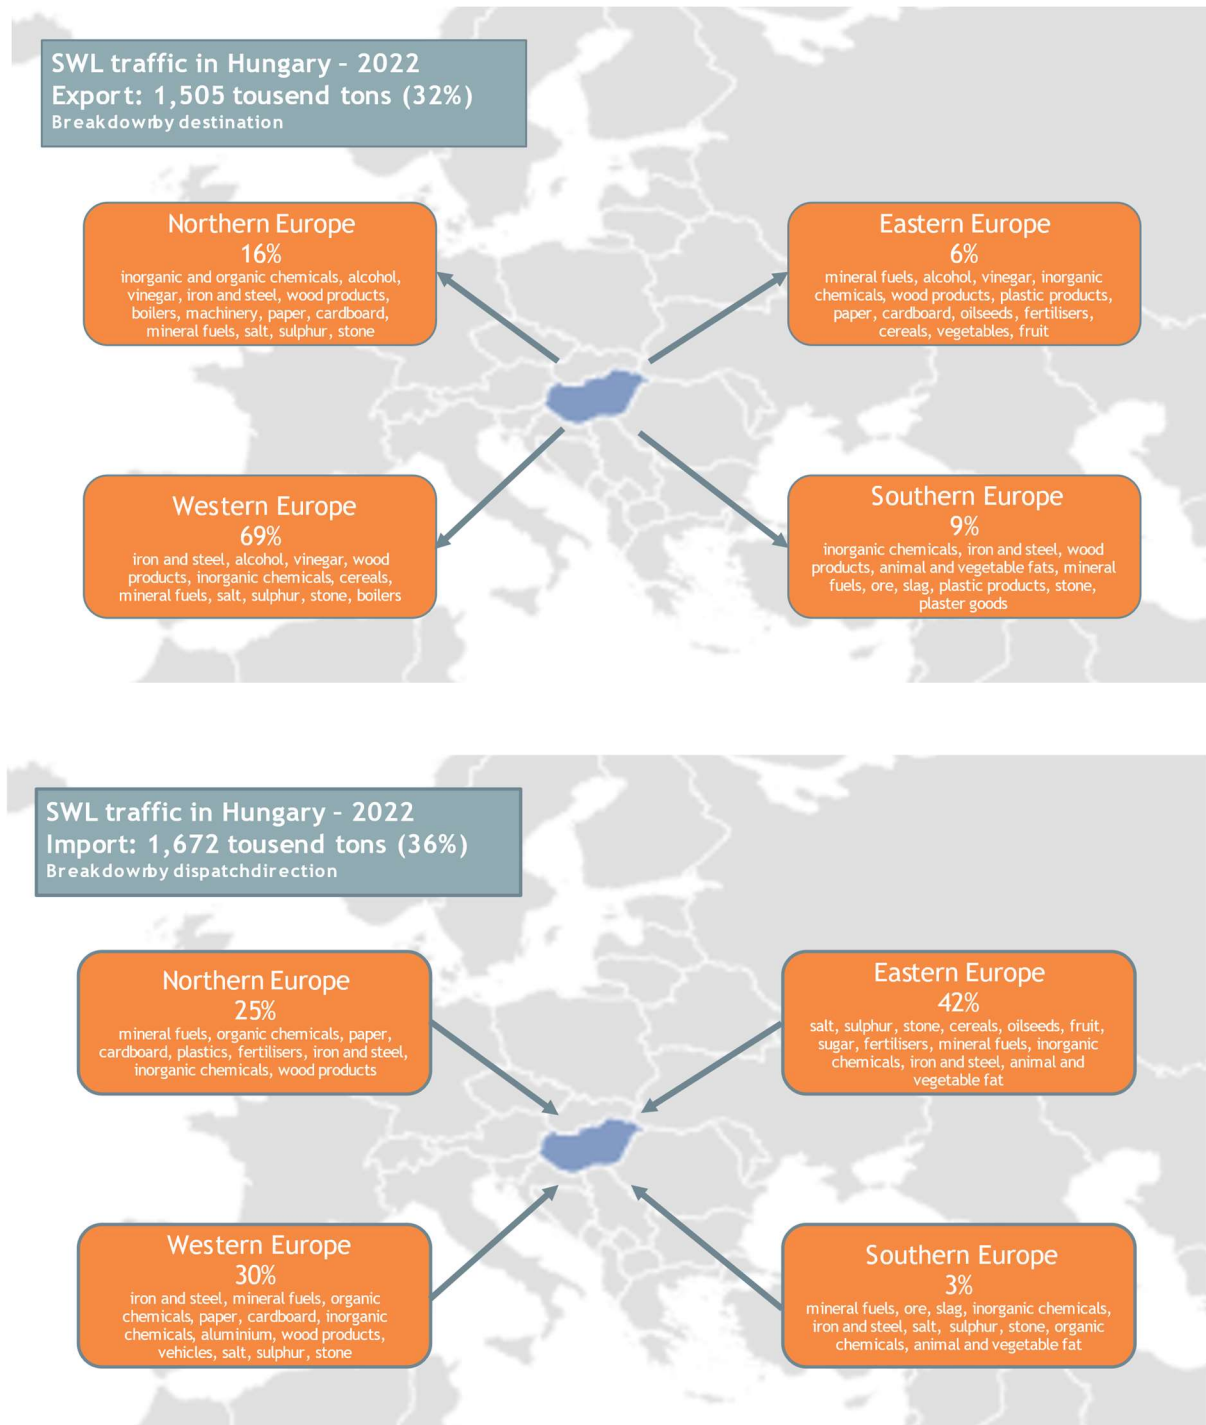 SWL traffic in Hungary – 2022
Export: 1,505 tousend tons (32%)
Breakdown by destination
Northern Europe
16%
inorganic and organic chemicals, alcohol,
vinegar, iron and steel, wood products,
boilers, machinery, paper, cardboard,
mineral fuels, salt, sulphur, stone
Eastern Europe
6%
mineral fuels, alcohol, vinegar, inorganic
chemicals, wood products, plastic products,
paper, cardboard, oilseeds, fertilisers,
cereals, vegetables, fruit
Western Europe
69%
iron and steel, alcohol, vinegar, wood
products, inorganic chemicals, cereals,
mineral fuels, salt, sulphur, stone, boilers
Southern Europe
9%
inorganic chemicals, iron and steel, wood
products, animal and vegetable fats, mineral
fuels, ore, slag, plastic products, stone,
plaster goods
SWL traffic in Hungary – 2022
Import: 1,672 tousend tons (36%)
Breakdown by dispatchdirection
Northern Europe
25%
mineral fuels, organic chemicals, paper,
cardboard, plastics, fertilisers, iron and steel,
inorganic chemicals, wood products
Eastern Europe
42%
salt, sulphur, stone, cereals, oilseeds, fruit,
sugar, fertilisers, mineral fuels, inorganic
chemicals, iron and steel, animal and
vegetable fat
Western Europe
30%
iron and steel, mineral fuels, organic
chemicals, paper, cardboard, inorganic
chemicals, aluminium, wood products,
vehicles, salt, sulphur, stone
Southern Europe
3%
mineral fuels, ore, slag, inorganic chemicals,
iron and steel, salt, sulphur, stone, organic
chemicals, animal and vegetable fat